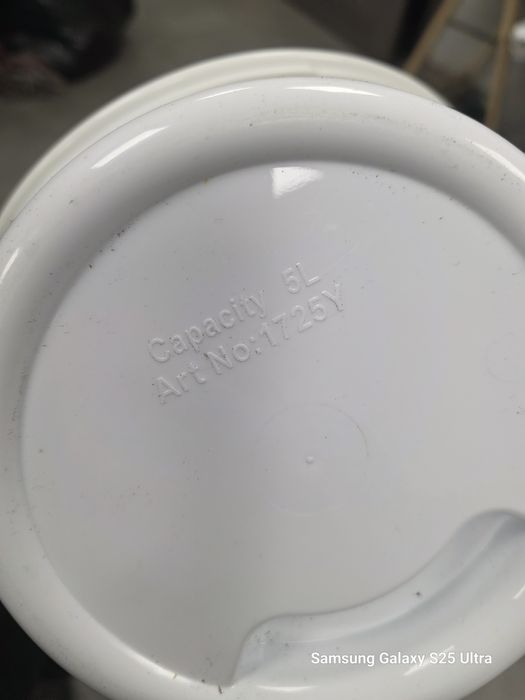 Capacity 5L
Art No:1725Y
Samsung Galaxy S25 Ultra